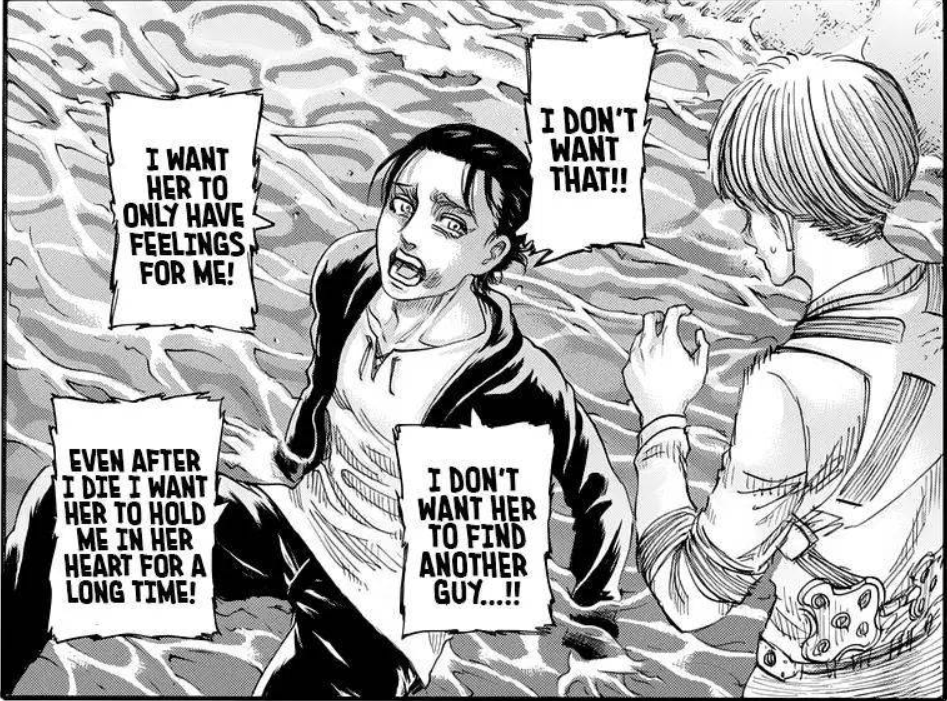 I DON'T
WANT
THAT!!
I DON'T
WANT HER
TO FIND
ANOTHER
GUY...!!
I WANT
HER TO
ONLY HAVE
FEELINGS
FOR ME!
EVEN AFTER
I DIE I WANT
HER TO HOLD
ME IN HER
HEART FOR A
LONG TIME!